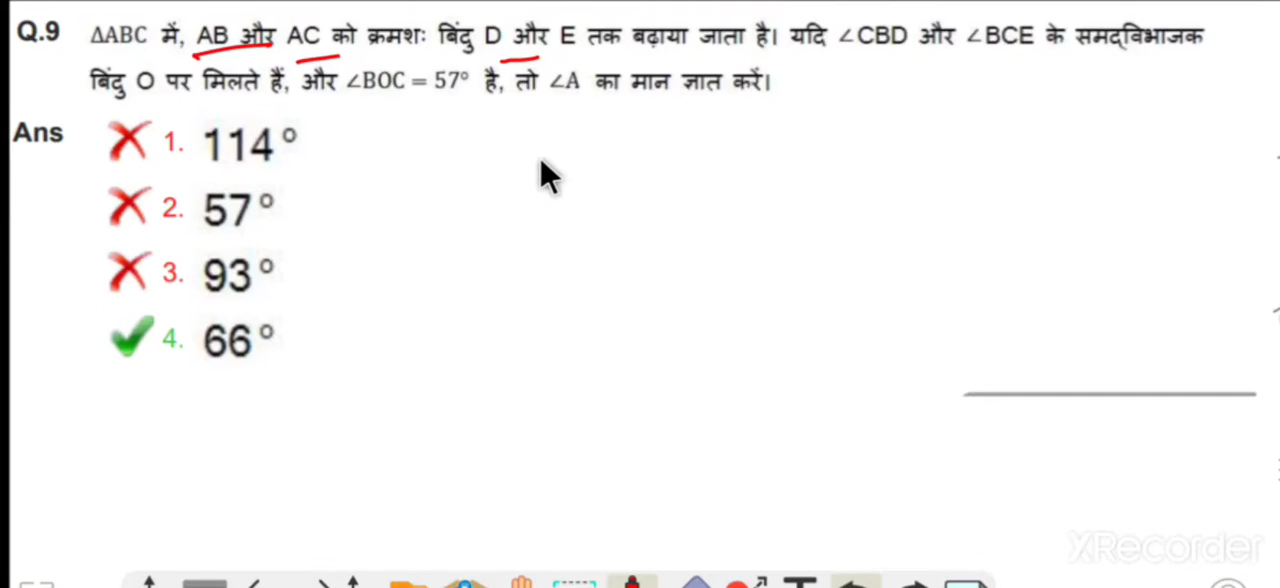 Q.9 ΔABC में, AB और AC को क्रमशः बिंदु D और E तक बढ़ाया जाता है। यदि ∠CBD और ∠BCE के समद्विभाजक
बिंदु O पर मिलते हैं, और ∠BOC = 57° है, तो ∠A का मान ज्ञात करें।
Ans 1. 114°
2. 57°
3. 93°
4. 66°
XRecorder